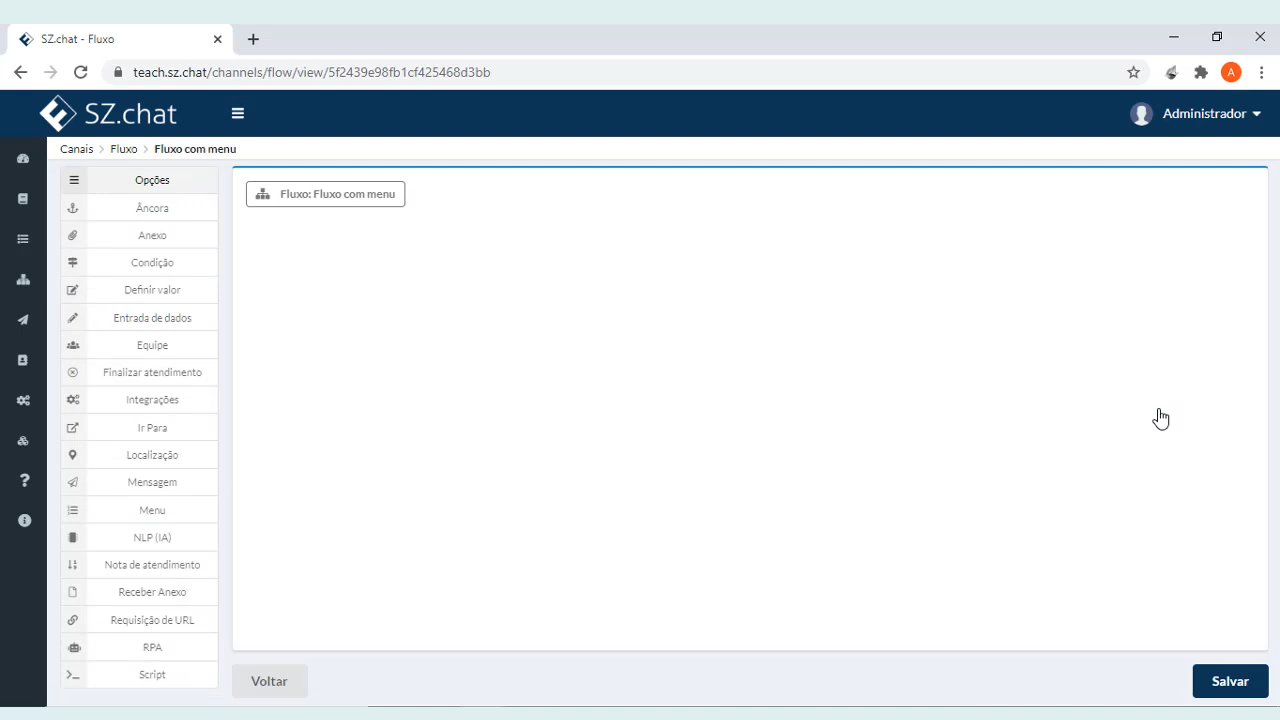 SZ.chat - Fluxo
teach.sz.chat/channels/flow/view/5f2439e98fb1cf425468d3bb
A
SZ.chat
Administrador
Canais > Fluxo > Fluxo com menu
Opções
Âncora
Anexo
Condição
Definir valor
Entrada de dados
Equipe
Finalizar atendimento
Integrações
Ir Para
Localização
Mensagem
Menu
NLP (IA)
Nota de atendimento
Receber Anexo
Requisição de URL
RPA
Script
Fluxo: Fluxo com menu
Voltar
Salvar